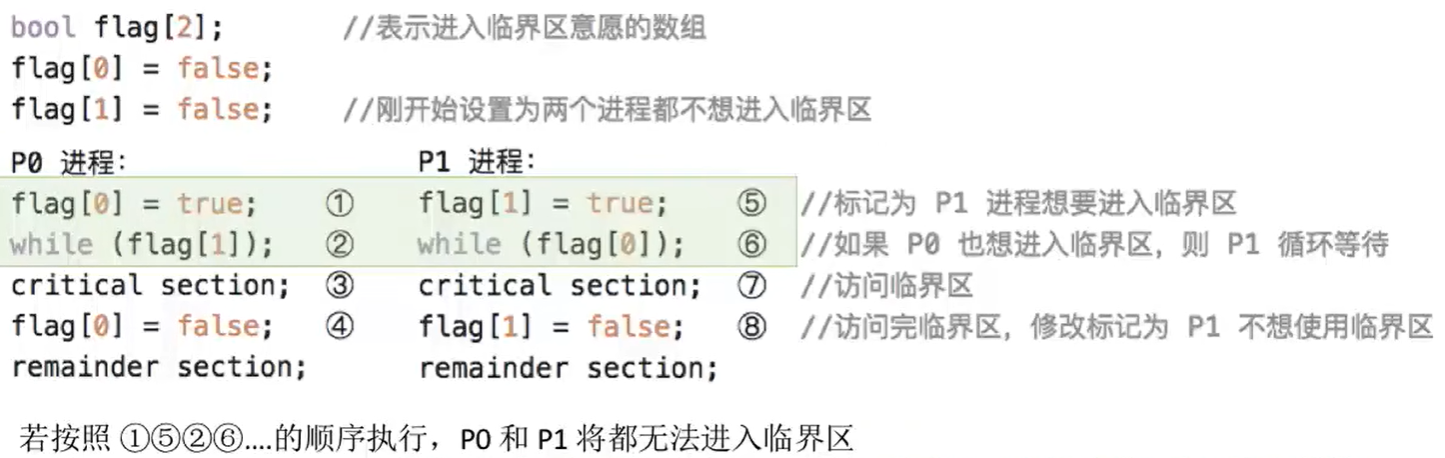 bool flag[2]; //表示进入临界区意愿的数组
flag[0] = false;
flag[1] = false; //刚开始设置为两个进程都不想进入临界区
P0 进程: P1 进程:
flag[0] = true; ① flag[1] = true; ⑤ //标记为 P1 进程想要进入临界区
while (flag[1]); ② while (flag[0]); ⑥ //如果 P0 也想进入临界区，则 P1 循环等待
critical section; ③ critical section; ⑦ //访问临界区
flag[0] = false; ④ flag[1] = false; ⑧ //访问完临界区，修改标记为 P1 不想使用临界区
remainder section; remainder section;
若按照 ①⑤②⑥....的顺序执行，P0 和 P1 将都无法进入临界区